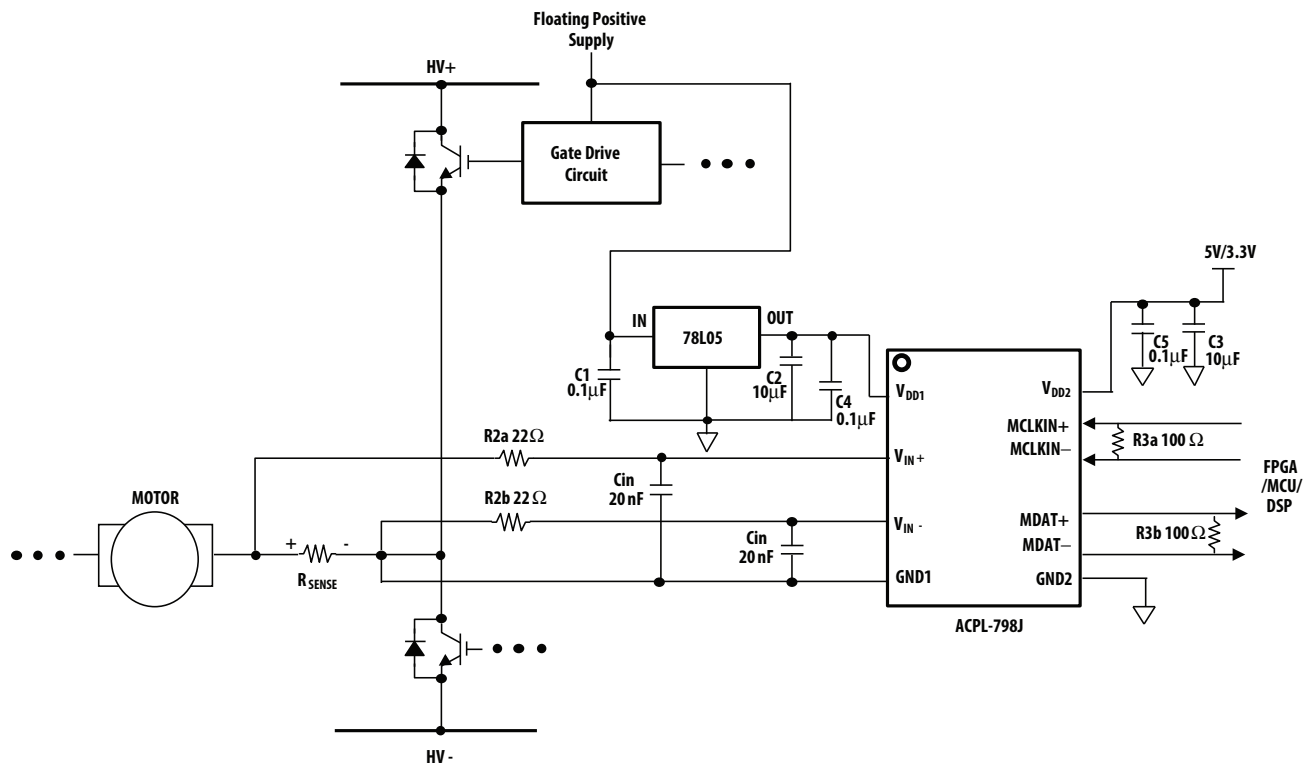 Floating Positive
Supply
HV+
Gate Drive
Circuit
5V/3.3V
IN
78L05
OUT
C1
0.1μF
C2
10μF
C4
0.1μF
C5
0.1μF
C3
10μF
VDD1
VDD2
MCLKIN+
MCLKIN−
R3a 100 Ω
R2a 22Ω
VIN+
Cin
20 nF
FPGA
/MCU/
DSP
MOTOR
R2b 22Ω
VIN -
Cin
20 nF
MDAT+
MDAT−
R3b 100Ω
+
-
RSENSE
GND1
GND2
ACPL-798J
HV -